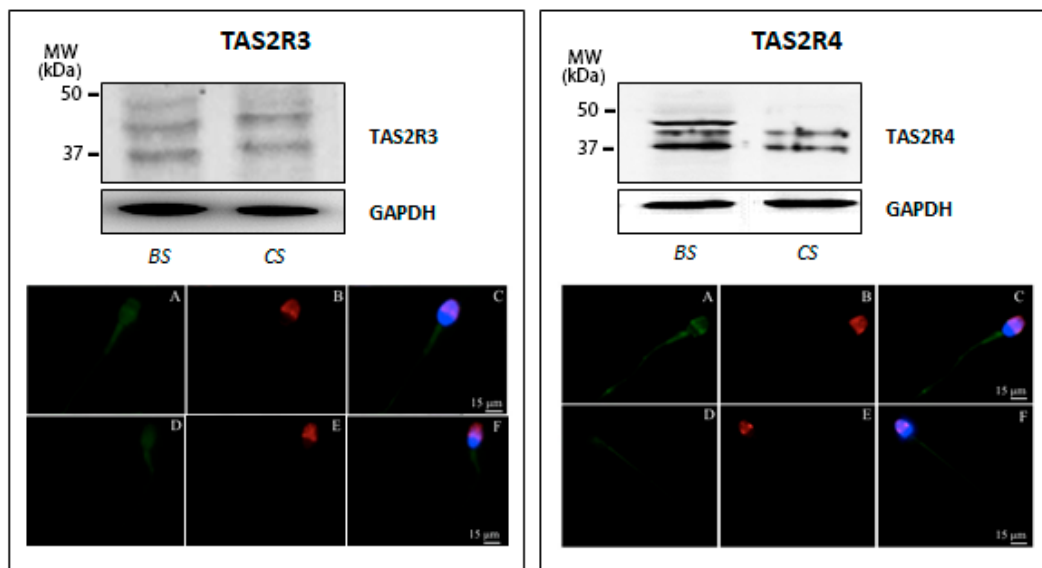 TAS2R3
MW
(kDa)
50
37
TAS2R3
GAPDH
BS CS
A B C
15 µm
D E F
15 µm
TAS2R4
MW
(kDa)
50
37
TAS2R4
GAPDH
BS CS
A B C
15 µm
D E F
15 µm